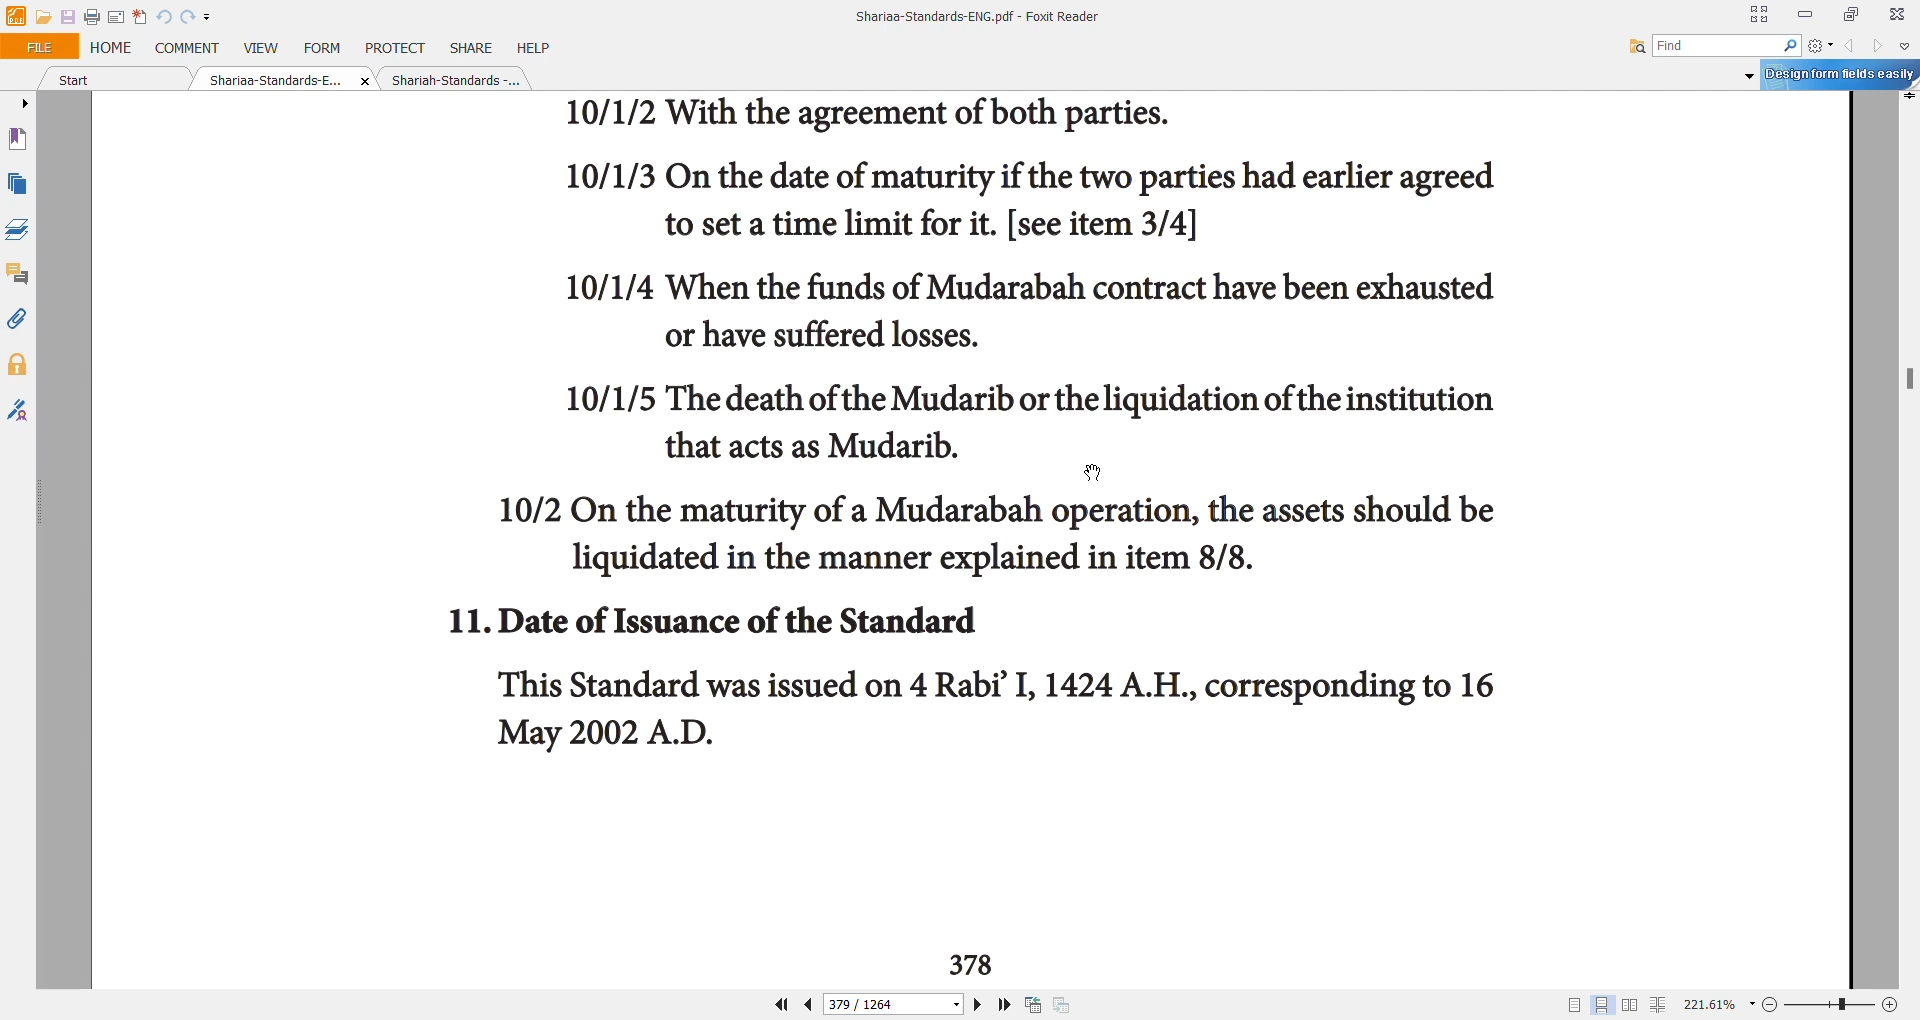 Shariaa-Standards-ENG.pdf - Foxit Reader
FILE HOME COMMENT VIEW FORM PROTECT SHARE HELP
Find
Start Shariaa-Standards-E... Shariah-Standards -...
Design form fields easily
10/1/2 With the agreement of both parties.
10/1/3 On the date of maturity if the two parties had earlier agreed
to set a time limit for it. [see item 3/4]
10/1/4 When the funds of Mudarabah contract have been exhausted
or have suffered losses.
10/1/5 The death of the Mudarib or the liquidation of the institution
that acts as Mudarib.
10/2 On the maturity of a Mudarabah operation, the assets should be
liquidated in the manner explained in item 8/8.
11. Date of Issuance of the Standard
This Standard was issued on 4 Rabi’ I, 1424 A.H., corresponding to 16
May 2002 A.D.
378
379 / 1264
221.61%